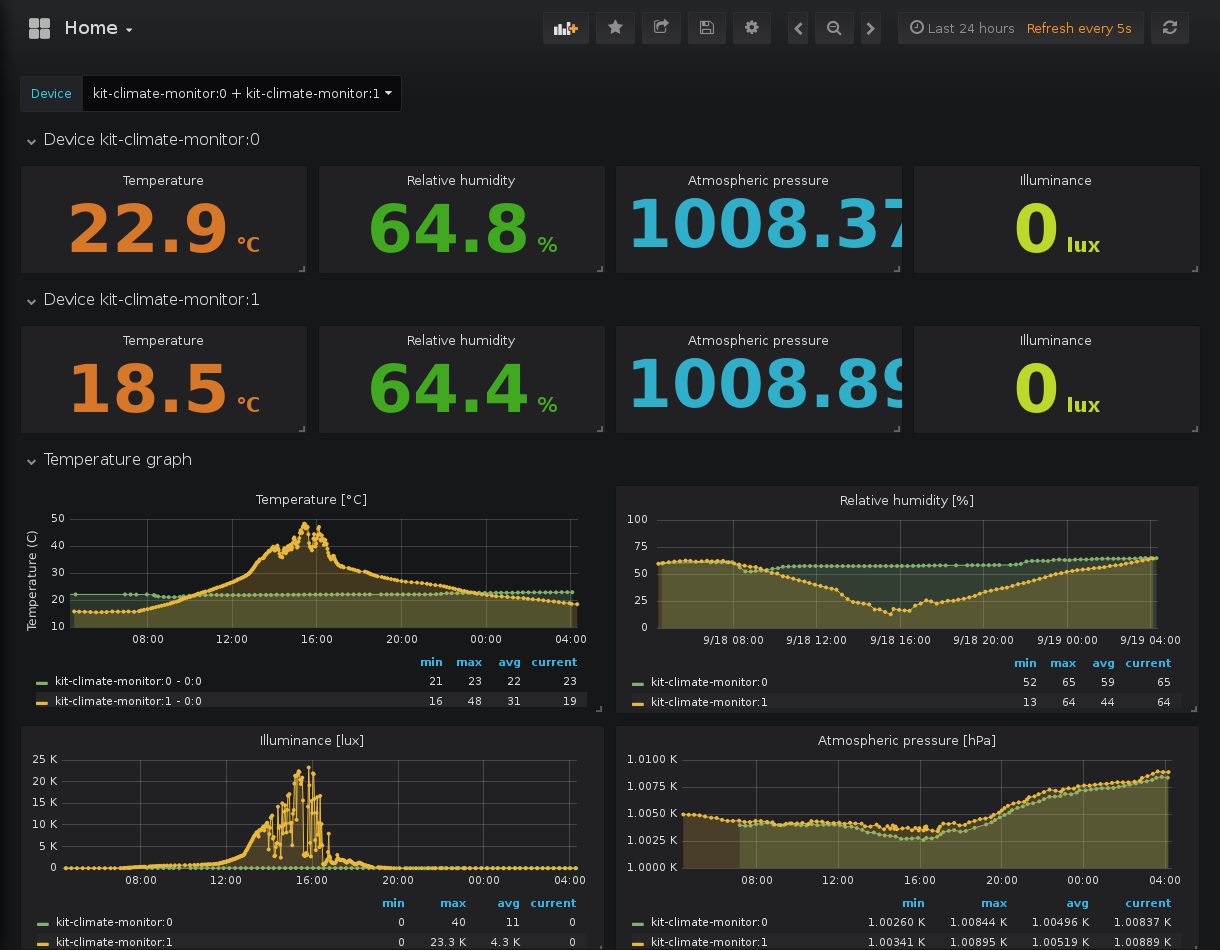 Home
Last 24 hours Refresh every 5s
Device kit-climate-monitor:0 + kit-climate-monitor:1
Device kit-climate-monitor:0
Temperature Relative humidity Atmospheric pressure Illuminance
22.9 °C 64.8 % 1008.37 0 lux
Device kit-climate-monitor:1
Temperature Relative humidity Atmospheric pressure Illuminance
18.5 °C 64.4 % 1008.89 0 lux
Temperature graph
Temperature [°C]
Temperature (C)
50
40
30
20
10
08:00 12:00 16:00 20:00 00:00 04:00
min max avg current
kit-climate-monitor:0 - 0:0 21 23 22 23
kit-climate-monitor:1 - 0:0 16 48 31 19
Relative humidity [%]
100
75
50
25
0
9/18 08:00 9/18 12:00 9/18 16:00 9/18 20:00 9/19 00:00 9/19 04:00
min max avg current
kit-climate-monitor:0 52 65 59 65
kit-climate-monitor:1 13 64 44 64
Illuminance [lux]
25 K
20 K
15 K
10 K
5 K
0
08:00 12:00 16:00 20:00 00:00 04:00
min max avg current
kit-climate-monitor:0 0 40 11 0
kit-climate-monitor:1 0 23.3 K 4.3 K 0
Atmospheric pressure [hPa]
1.0100 K
1.0075 K
1.0050 K
1.0025 K
1.0000 K
08:00 12:00 16:00 20:00 00:00 04:00
min max avg current
kit-climate-monitor:0 1.00260 K 1.00844 K 1.00496 K 1.00837 K
kit-climate-monitor:1 1.00341 K 1.00895 K 1.00519 K 1.00889 K